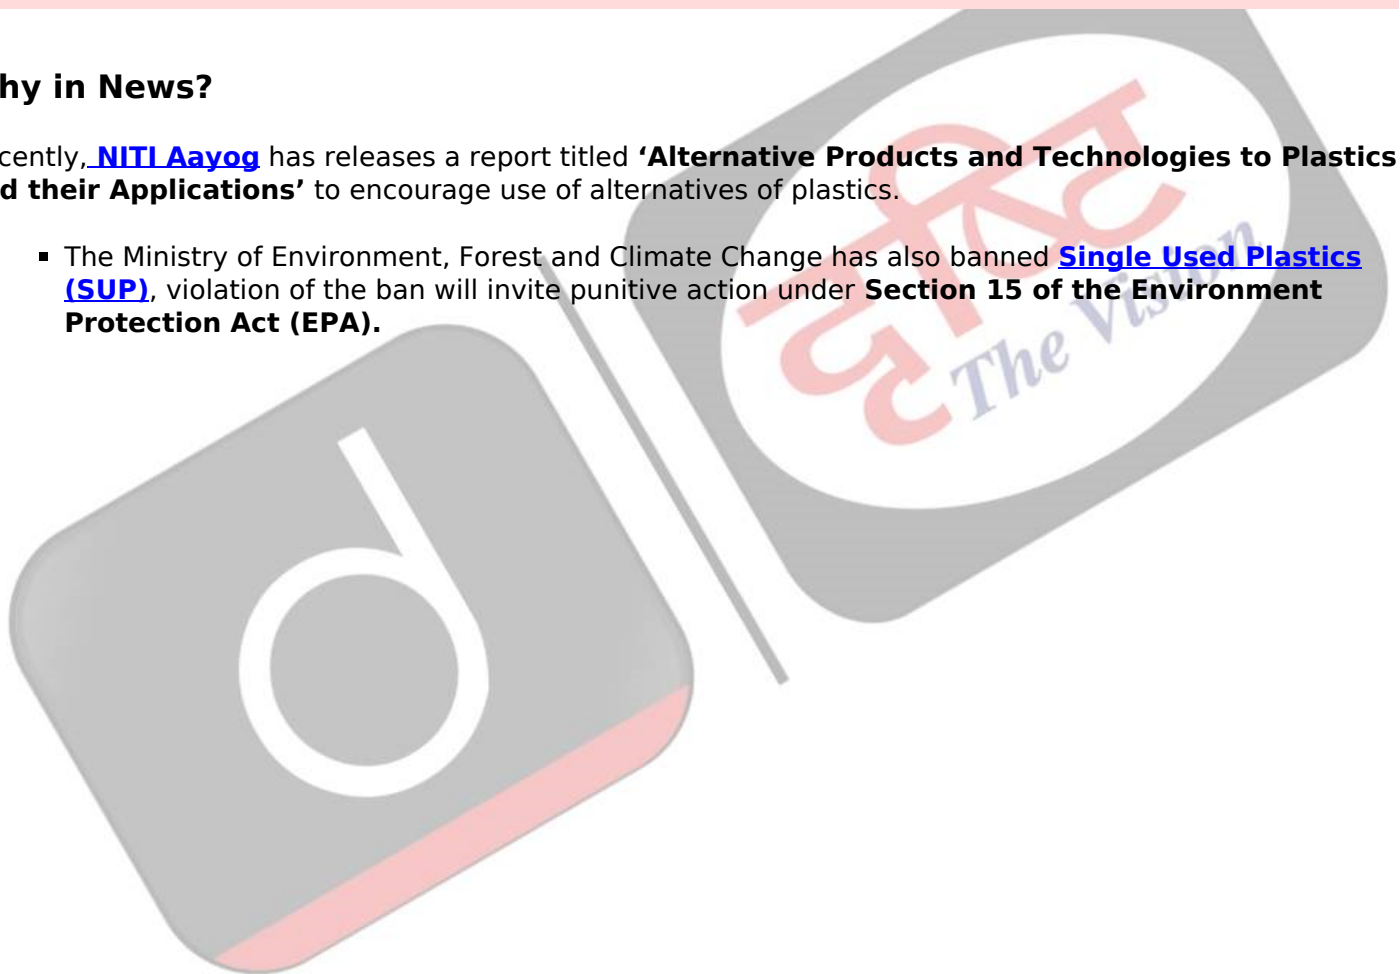 hy in News?
cently, NITI Aayog has releases a report titled ‘Alternative Products and Technologies to Plastics
d their Applications’ to encourage use of alternatives of plastics.
▪ The Ministry of Environment, Forest and Climate Change has also banned Single Used Plastics
(SUP), violation of the ban will invite punitive action under Section 15 of the Environment
Protection Act (EPA).
दृष्टि
The Vision
d